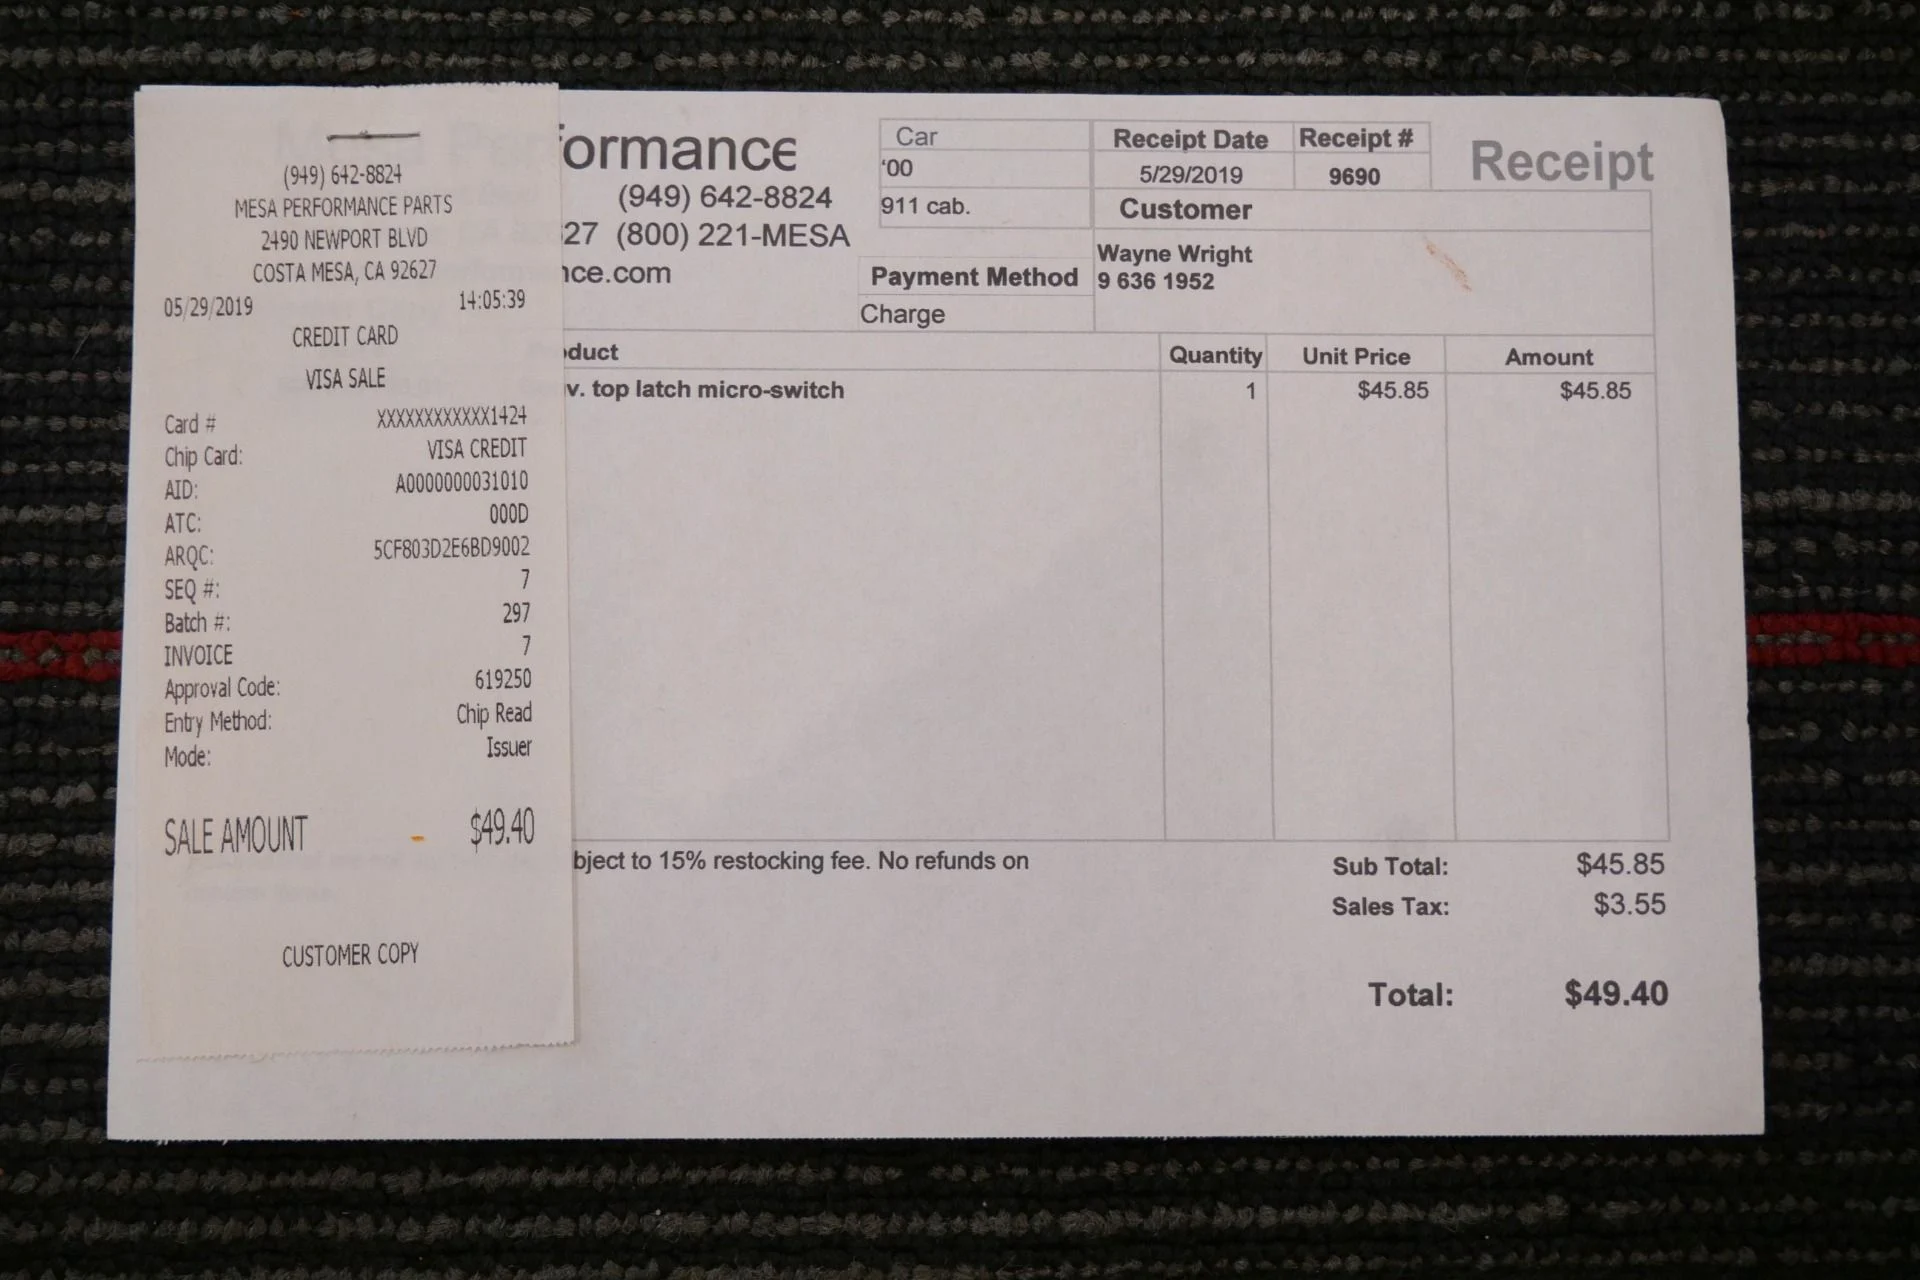 (949) 642-8824
MESA PERFORMANCE PARTS
2490 NEWPORT BLVD
COSTA MESA, CA 92627
05/29/2019 14:05:39
CREDIT CARD
VISA SALE
Card # XXXXXXXXXXXX1424
Chip Card: VISA CREDIT
AID: A0000000031010
ATC: 000D
ARQC: 5CF803D2E6BD9002
SEQ #: 7
Batch #: 297
INVOICE 7
Approval Code: 619250
Entry Method: Chip Read
Mode: Issuer
SALE AMOUNT $49.40
CUSTOMER COPY
formance
(949) 642-8824
27 (800) 221-MESA
nce.com
Car
'00
911 cab.
Payment Method
Charge
Receipt Date Receipt #
5/29/2019 9690
Receipt
Customer
Wayne Wright
9 636 1952
oduct Quantity Unit Price Amount
v. top latch micro-switch 1 $45.85 $45.85
bject to 15% restocking fee. No refunds on
Sub Total: $45.85
Sales Tax: $3.55
Total: $49.40